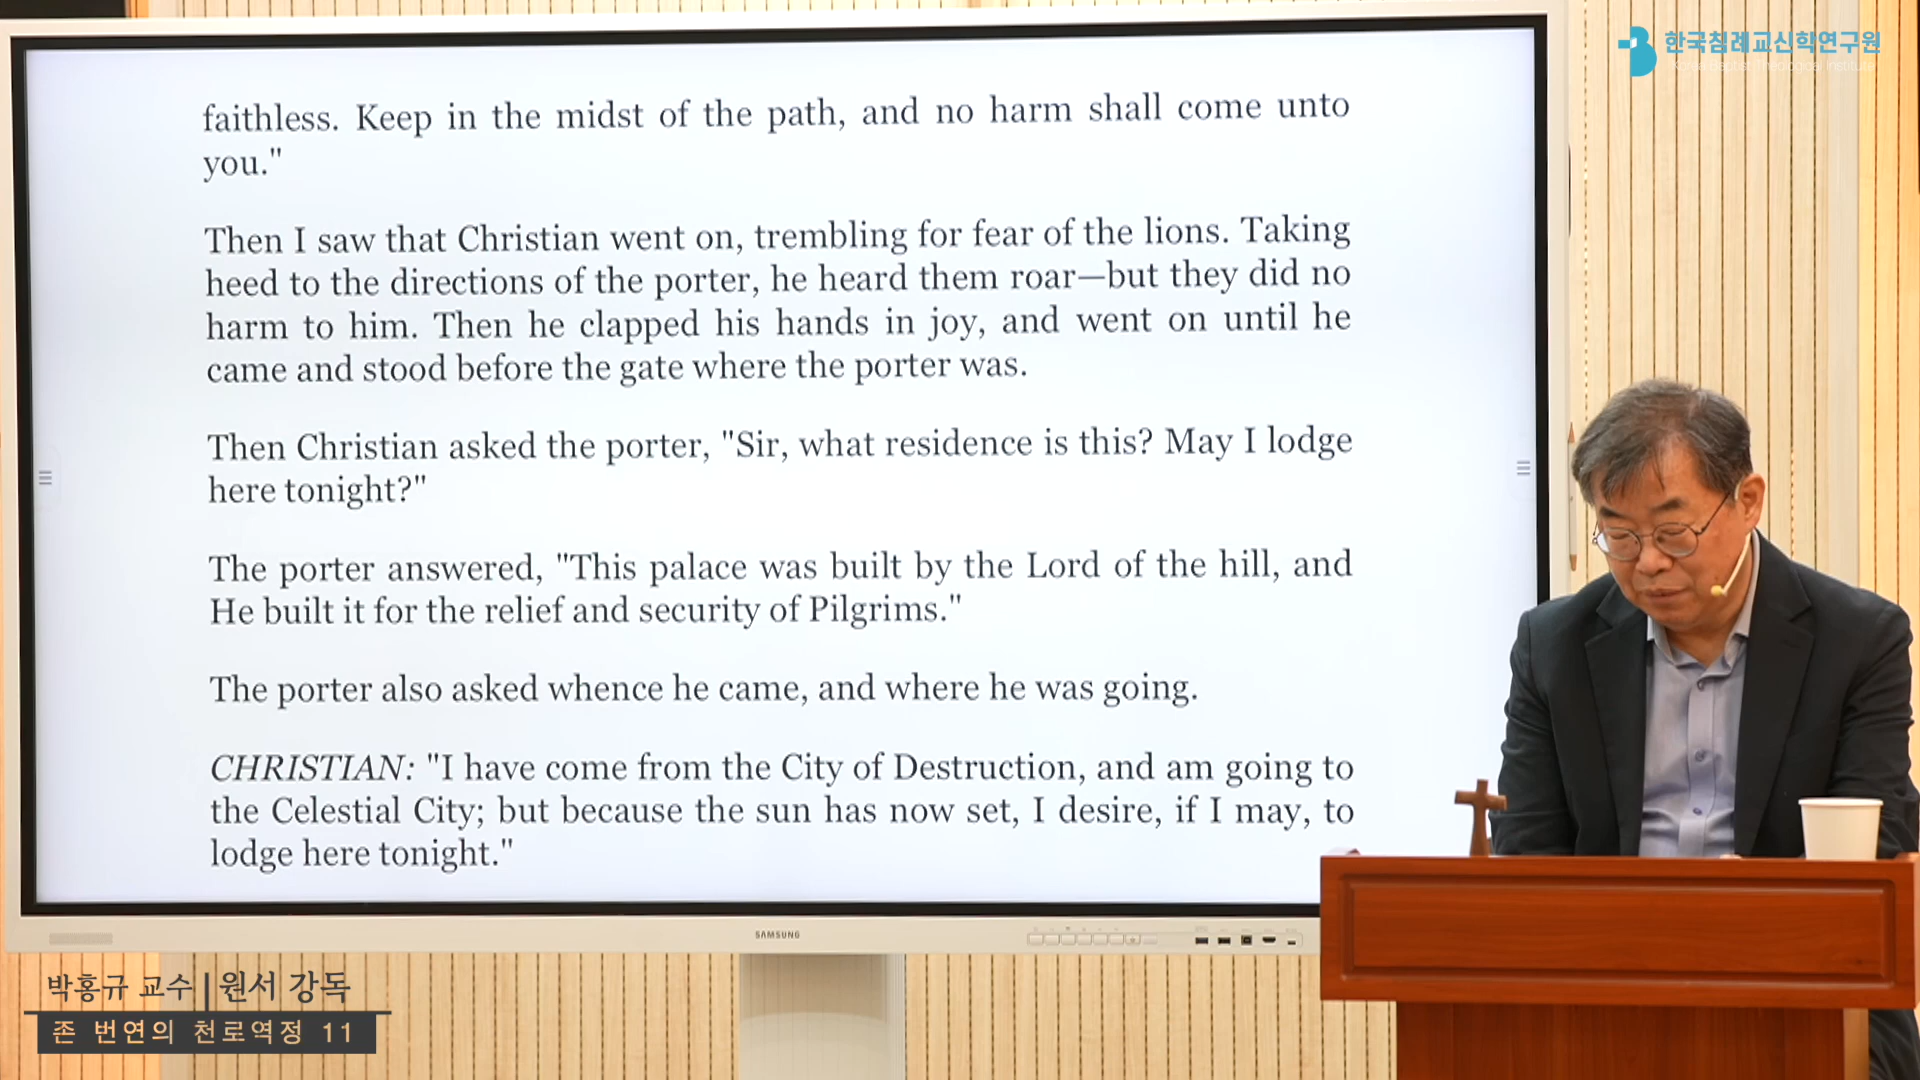 한국침례교신학연구원
Korea Baptist Theological Institute
faithless. Keep in the midst of the path, and no harm shall come unto
you."
Then I saw that Christian went on, trembling for fear of the lions. Taking
heed to the directions of the porter, he heard them roar—but they did no
harm to him. Then he clapped his hands in joy, and went on until he
came and stood before the gate where the porter was.
Then Christian asked the porter, "Sir, what residence is this? May I lodge
here tonight?"
The porter answered, "This palace was built by the Lord of the hill, and
He built it for the relief and security of Pilgrims."
The porter also asked whence he came, and where he was going.
CHRISTIAN: "I have come from the City of Destruction, and am going to
the Celestial City; but because the sun has now set, I desire, if I may, to
lodge here tonight."
SAMSUNG
박홍규 교수 | 원서 강독
존 번연의 천로역정 11